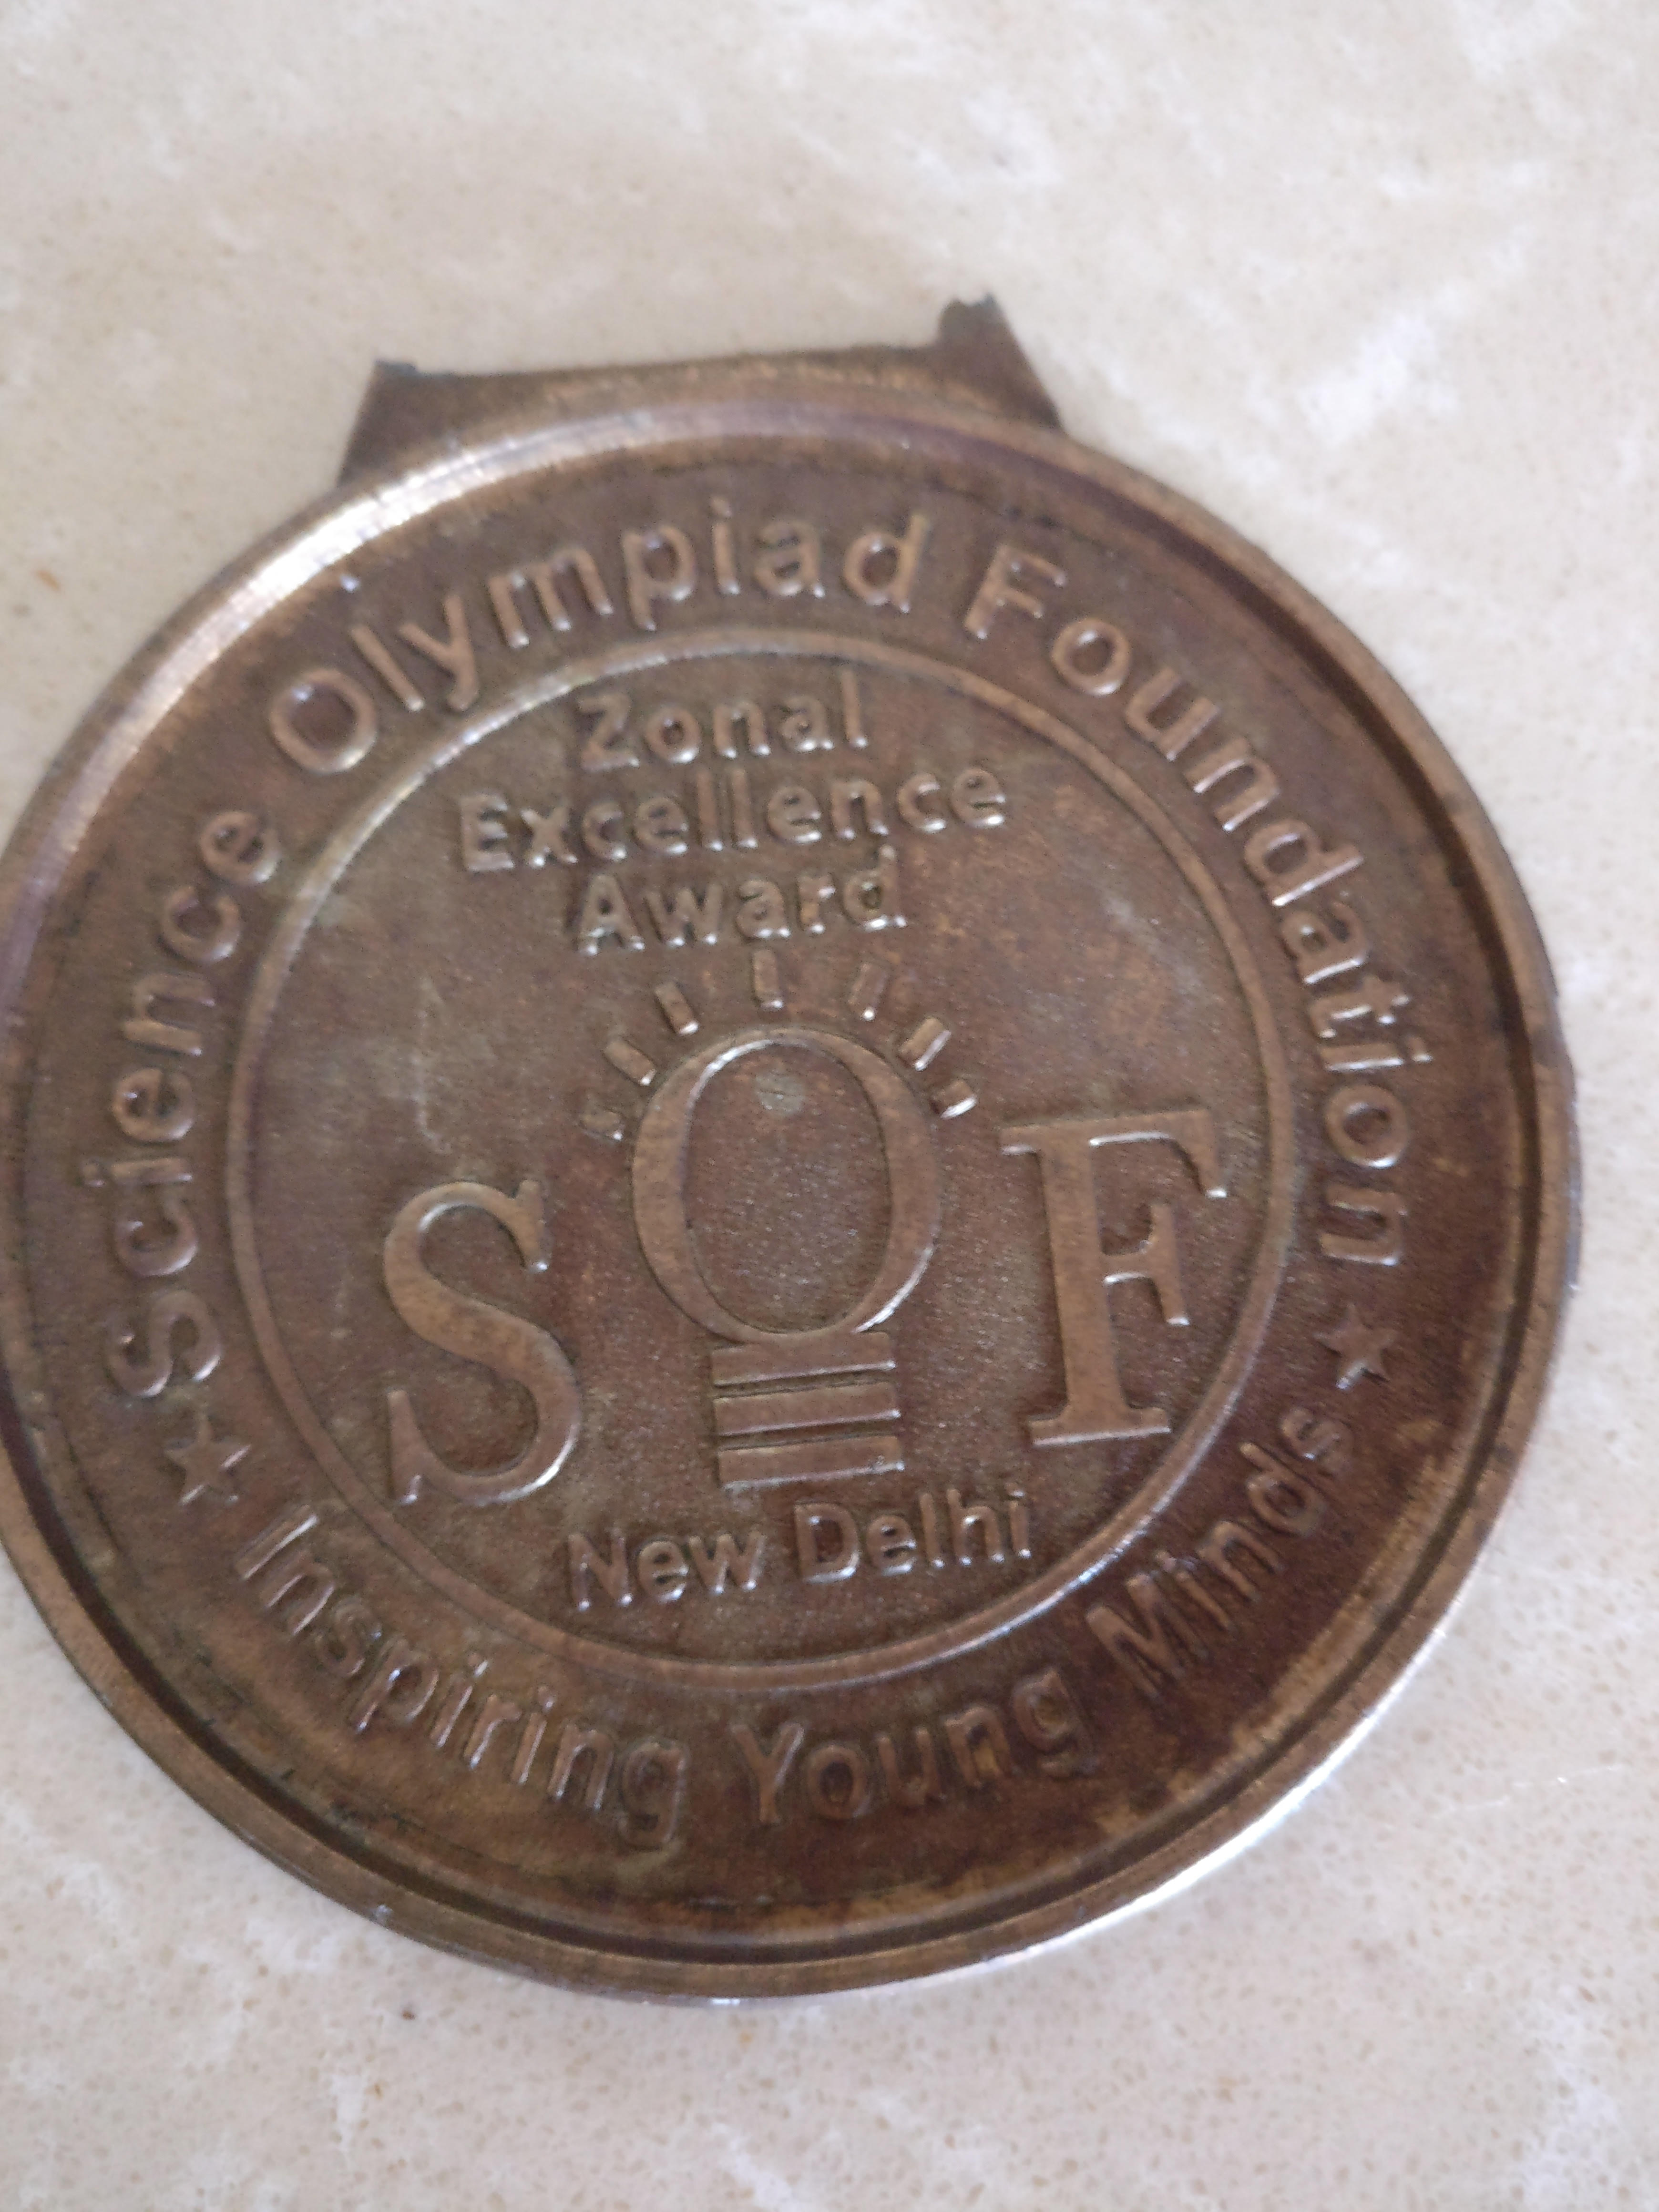 Science Olympiad Foundation
Zonal
Excellence
Award
SOF
New Delhi
Inspiring Young Minds